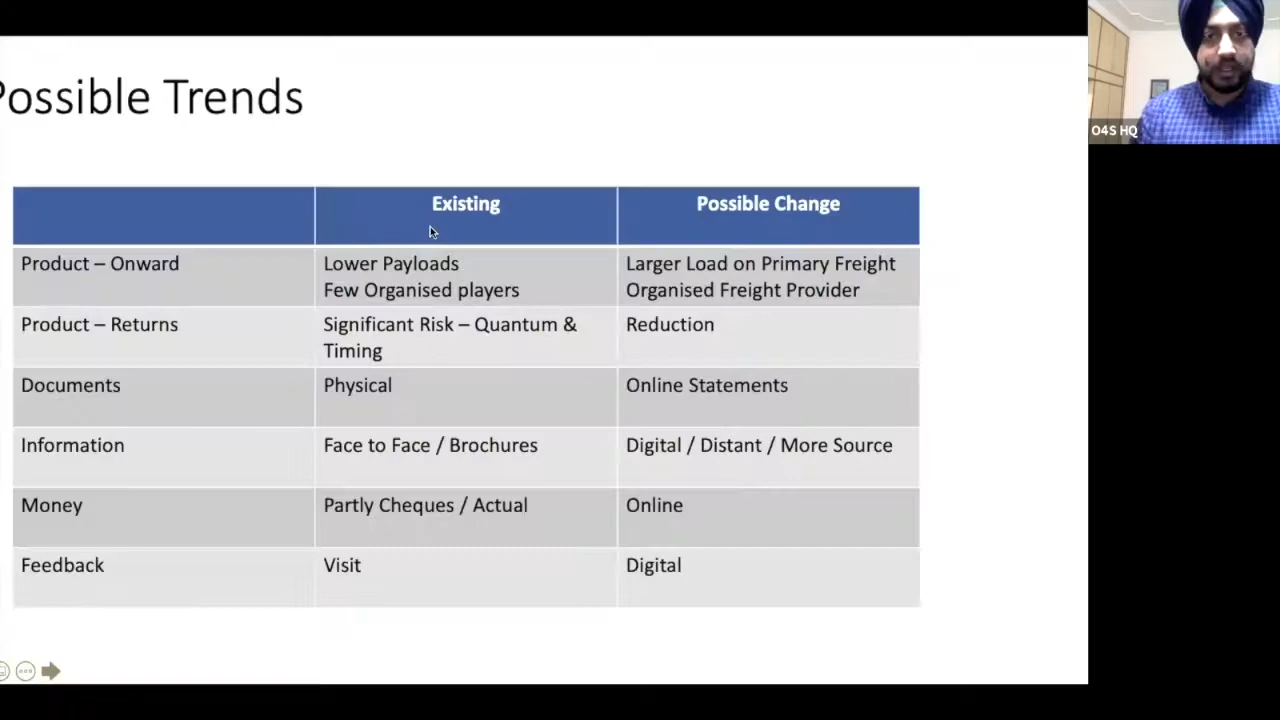 Possible Trends
O4S HQ
Existing
Possible Change
Product – Onward
Lower Payloads
Few Organised players
Larger Load on Primary Freight
Organised Freight Provider
Product – Returns
Significant Risk – Quantum &
Timing
Reduction
Documents
Physical
Online Statements
Information
Face to Face / Brochures
Digital / Distant / More Source
Money
Partly Cheques / Actual
Online
Feedback
Visit
Digital